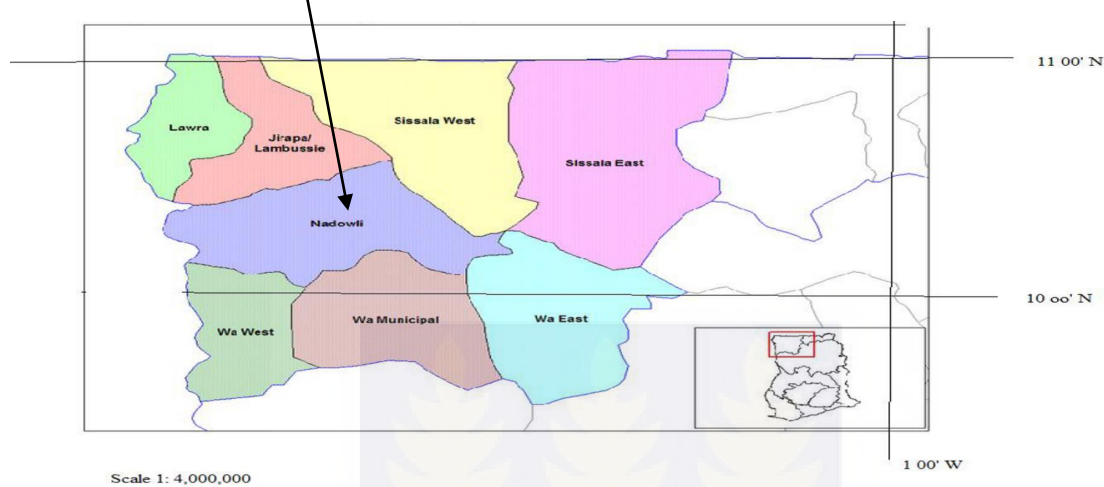 11 00' N
Lawra
Jirapa/
Lambussie
Sissala West
Sissala East
Nadowli
10 oo' N
Wa West
Wa Municipal
Wa East
1 00' W
Scale 1: 4,000,000